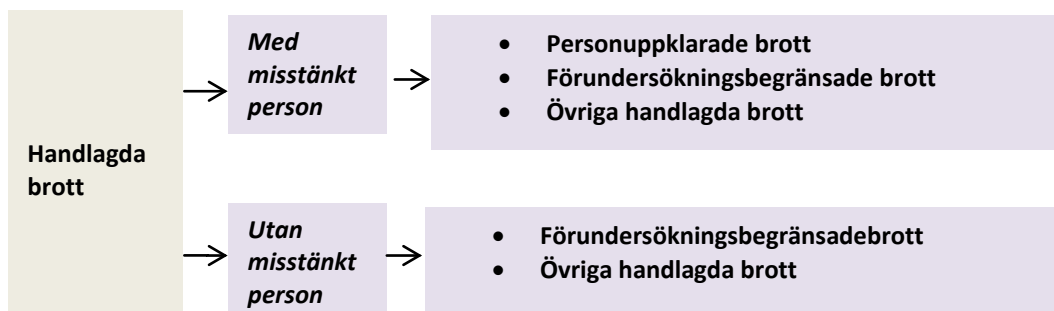 Handlagda
brott
Med
misstänkt
person
• Personuppklarade brott
• Förundersökningsbegränsade brott
• Övriga handlagda brott
Utan
misstänkt
person
• Förundersökningsbegränsadebrott
• Övriga handlagda brott